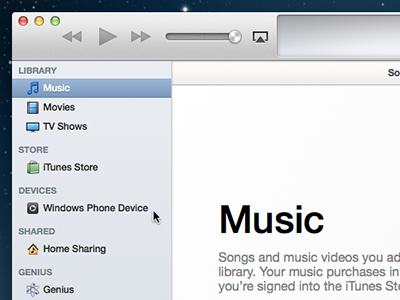 LIBRARY
Music
Movies
TV Shows
STORE
iTunes Store
DEVICES
Windows Phone Device
SHARED
Home Sharing
GENIUS
Genius
So
Music
Songs and music videos you ad
library. Your music purchases in
you're signed into the iTunes Sto